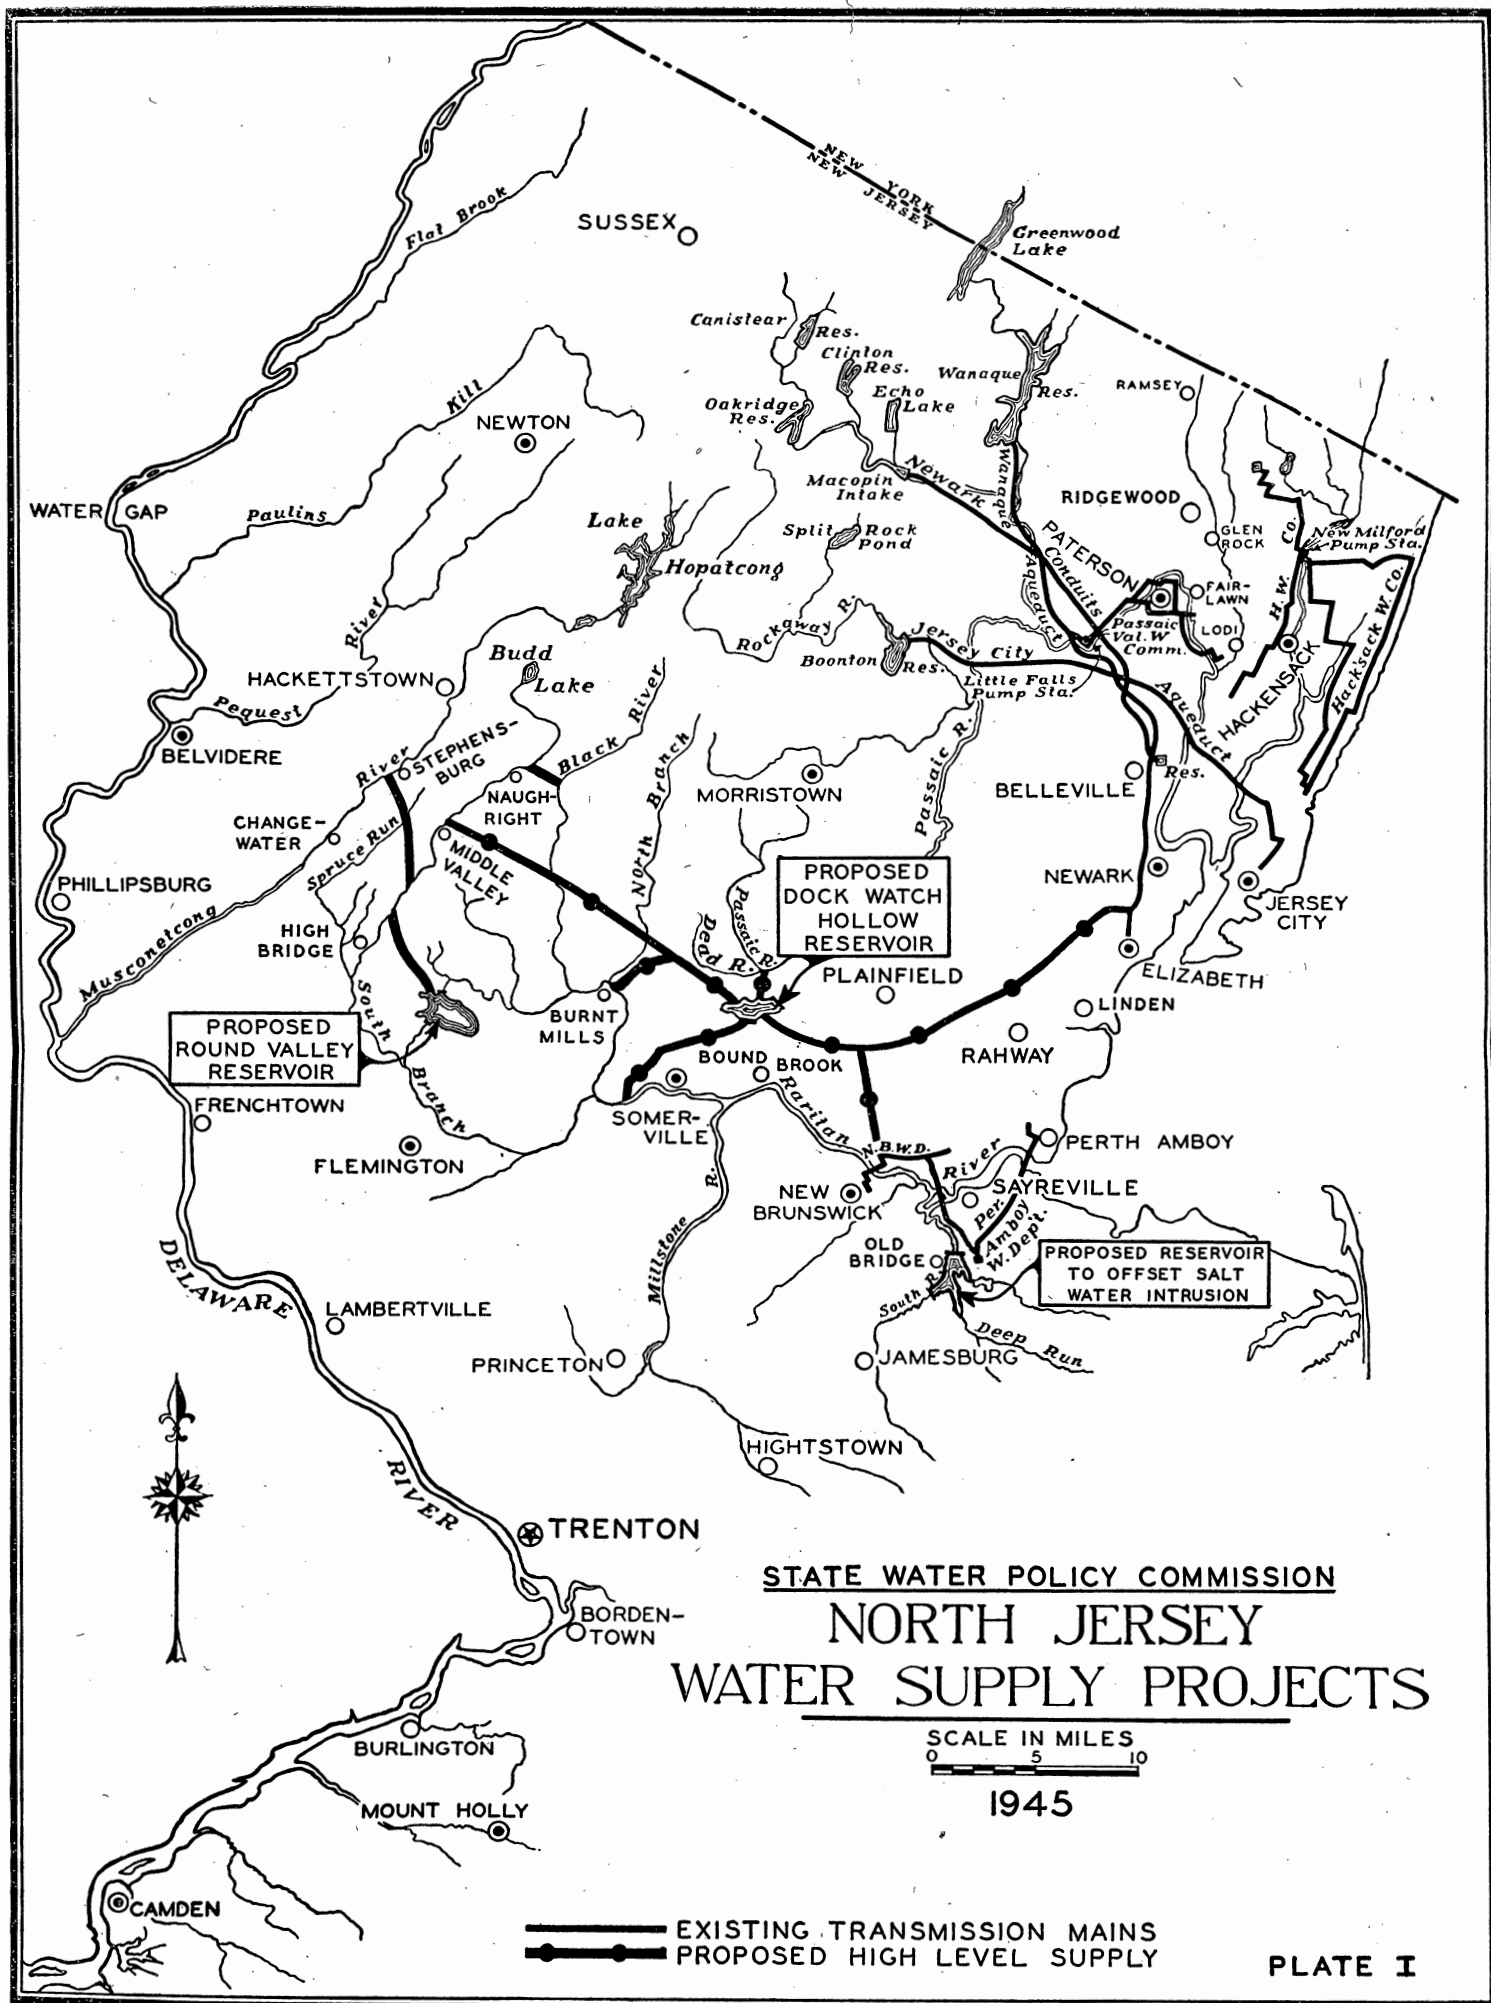 NEW YORK
NEW JERSEY
Greenwood
Lake
Flat Brook
SUSSEX
Canistear
Res.
Clinton
Res.
Wanaque
Res.
RAMSEY
Echo
Lake
Oakridge
Res.
Kill
NEWTON
Macopin
Intake
Newark
Conduits
Wanaque
Aqueduct
RIDGEWOOD
WATER GAP
Paulins
Lake
Hopatcong
Split Rock
Pond
PATERSON
GLEN
ROCK
Co.
New Milford
Pump Sta.
H. W.
Hack'sack W. Co.
FAIR-
LAWN
River
Rockaway R.
Jersey City
Aqueduct
Passaic
Val. W
Comm.
LODI
Boonton
Res.
Little Falls
Pump Sta.
HACKENSACK
Budd
Lake
HACKETTSTOWN
Pequest
BELVIDERE
River
STEPHENS-
BURG
Black River
North Branch
Passaic R.
MORRISTOWN
BELLEVILLE
Res.
NAUGH-
RIGHT
CHANGE-
WATER
Spruce Run
MIDDLE
VALLEY
North Branch
PHILLIPSBURG
Musconetcong
HIGH
BRIDGE
PROPOSED
DOCK WATCH
HOLLOW
RESERVOIR
NEWARK
JERSEY
CITY
Passaic R.
Dead R.
PLAINFIELD
ELIZABETH
LINDEN
RAHWAY
South
Branch
BURNT
MILLS
PROPOSED
ROUND VALLEY
RESERVOIR
BOUND BROOK
FRENCHTOWN
SOMER-
VILLE
Raritan
River
FLEMINGTON
N.B.W.D.
PERTH AMBOY
NEW
BRUNSWICK
SAYREVILLE
Per.
Amboy
W. Dept.
Millstone R.
OLD
BRIDGE
PROPOSED RESERVOIR
TO OFFSET SALT
WATER INTRUSION
South R.
Deep Run
DELAWARE
RIVER
LAMBERTVILLE
PRINCETON
JAMESBURG
HIGHTSTOWN
TRENTON
BORDEN-
TOWN
BURLINGTON
MOUNT HOLLY
CAMDEN
STATE WATER POLICY COMMISSION
NORTH JERSEY
WATER SUPPLY PROJECTS
SCALE IN MILES
0 5 10
1945
EXISTING TRANSMISSION MAINS
PROPOSED HIGH LEVEL SUPPLY
PLATE I